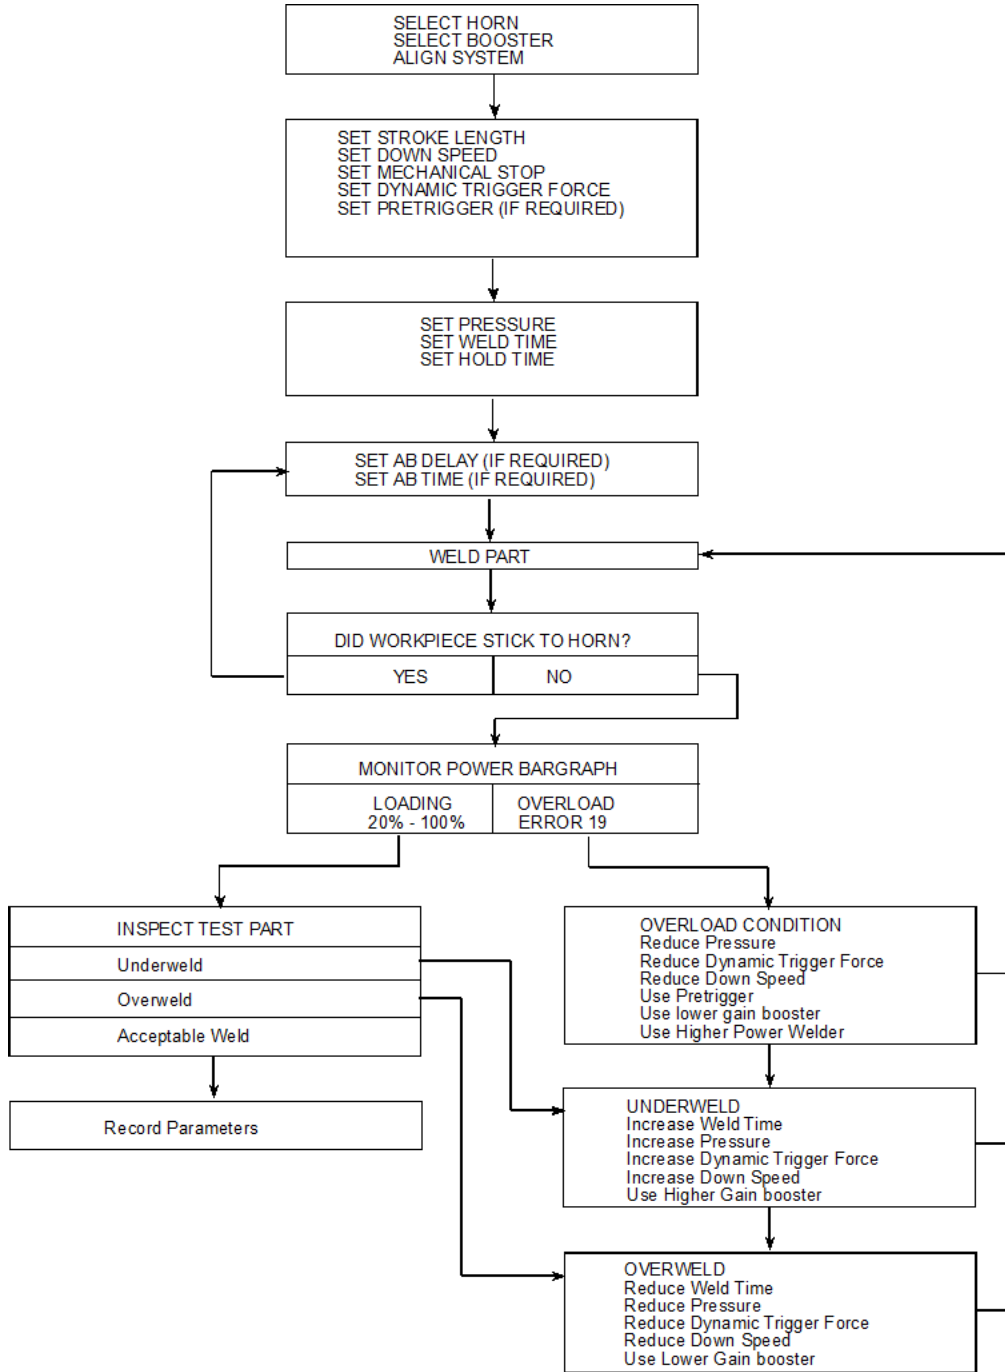 SELECT HORN
SELECT BOOSTER
ALIGN SYSTEM
SET STROKE LENGTH
SET DOWN SPEED
SET MECHANICAL STOP
SET DYNAMIC TRIGGER FORCE
SET PRETRIGGER (IF REQUIRED)
SET PRESSURE
SET WELD TIME
SET HOLD TIME
SET AB DELAY (IF REQUIRED)
SET AB TIME (IF REQUIRED)
WELD PART
DID WORKPIECE STICK TO HORN?
YES
NO
MONITOR POWER BARGRAPH
LOADING
20% - 100%
OVERLOAD
ERROR 19
INSPECT TEST PART
Underweld
Overweld
Acceptable Weld
Record Parameters
OVERLOAD CONDITION
Reduce Pressure
Reduce Dynamic Trigger Force
Reduce Down Speed
Use Pretrigger
Use lower gain booster
Use Higher Power Welder
UNDERWELD
Increase Weld Time
Increase Pressure
Increase Dynamic Trigger Force
Increase Down Speed
Use Higher Gain booster
OVERWELD
Reduce Weld Time
Reduce Pressure
Reduce Dynamic Trigger Force
Reduce Down Speed
Use Lower Gain booster